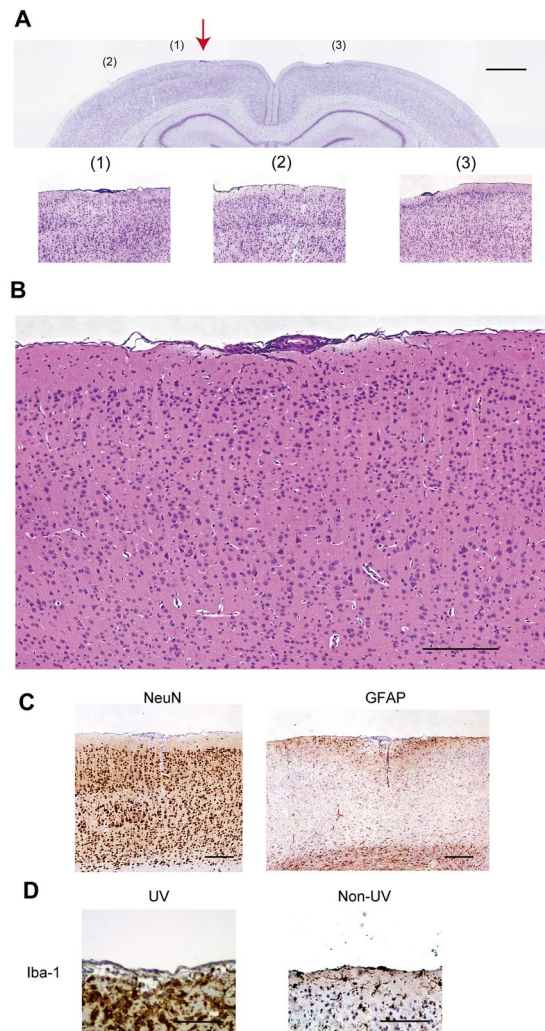 A
(1)
(2)
(3)
(1)
(2)
(3)
B
C
NeuN
GFAP
D
UV
Non-UV
Iba-1